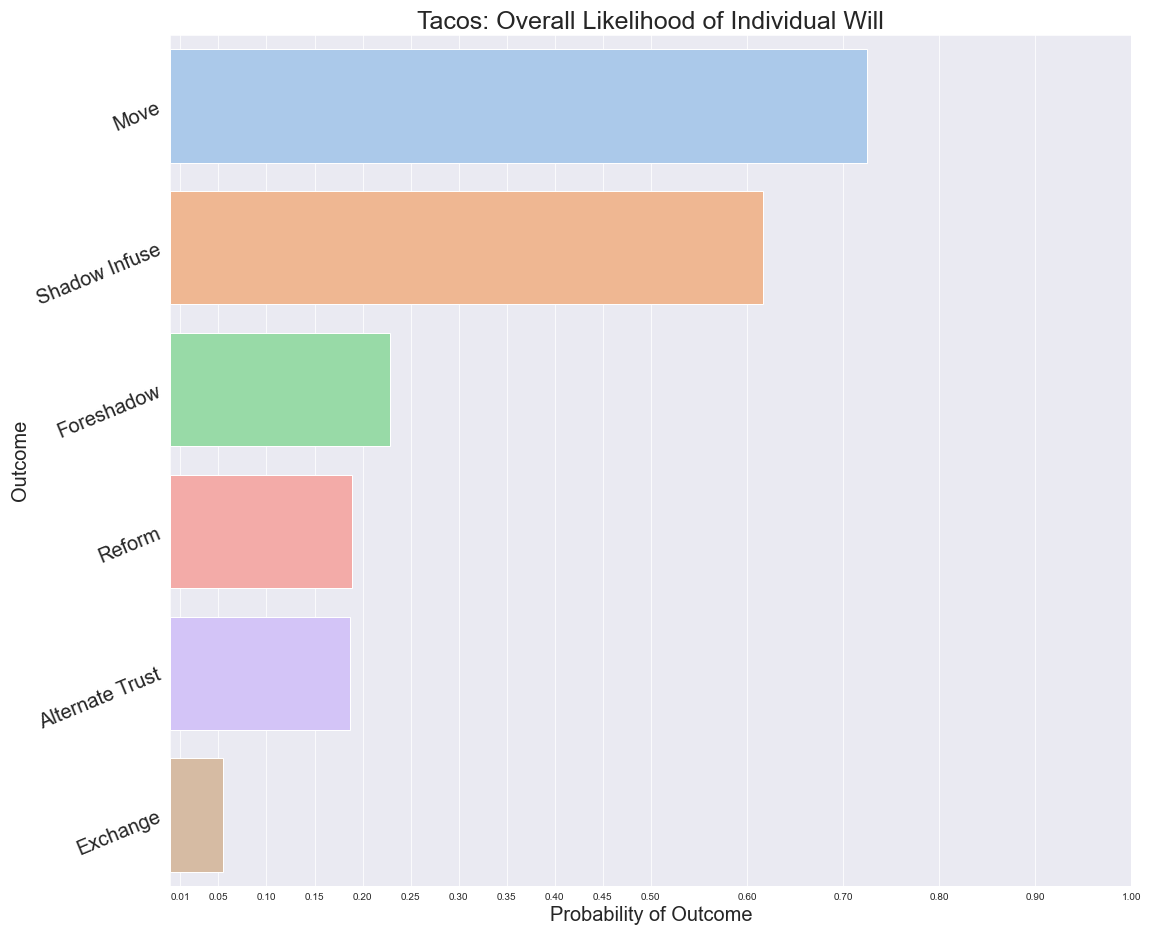 Tacos: Overall Likelihood of Individual Will
Move
Shadow Infuse
Foreshadow
Reform
Alternate Trust
Exchange
Outcome
0.01 0.05 0.10 0.15 0.20 0.25 0.30 0.35 0.40 0.45 0.50 0.60 0.70 0.80 0.90 1.00
Probability of Outcome